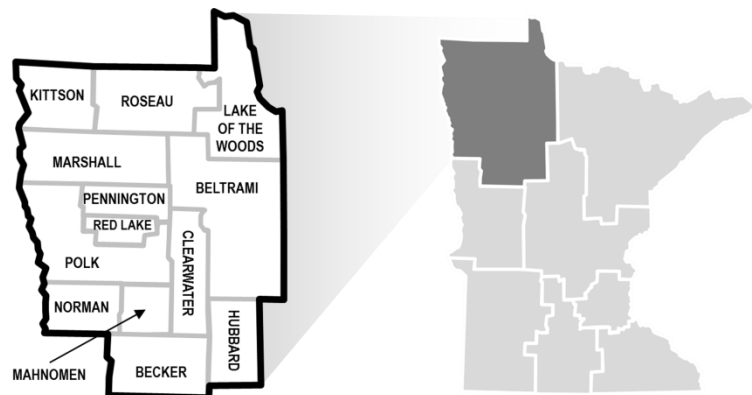 KITTSON
ROSEAU
LAKE
OF THE
WOODS
MARSHALL
BELTRAMI
PENNINGTON
RED LAKE
CLEARWATER
POLK
NORMAN
HUBBARD
MAHNOMEN
BECKER